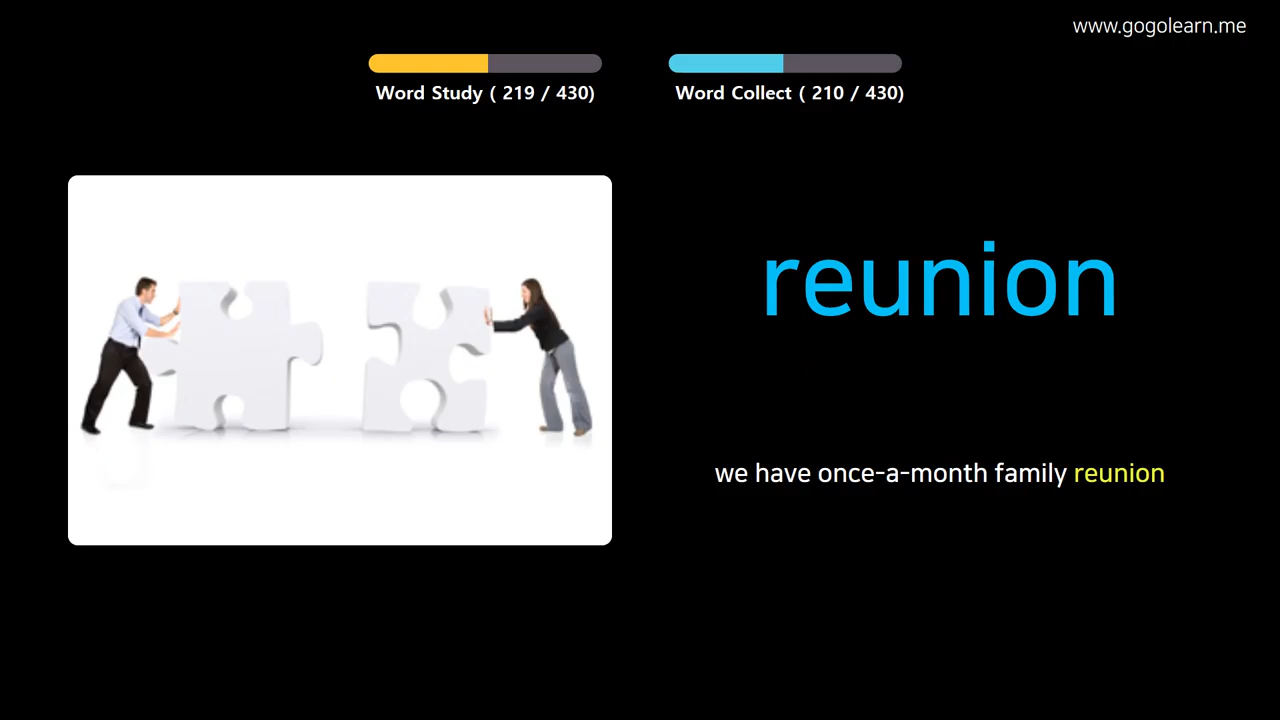 www.gogolearn.me
Word Study ( 219 / 430)
Word Collect ( 210 / 430)
reunion
we have once-a-month family reunion